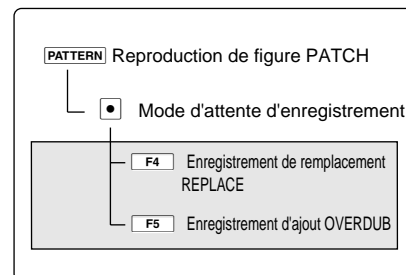 PATTERN Reproduction de figure PATCH
Mode d'attente d'enregistrement
F4 Enregistrement de remplacement
REPLACE
F5 Enregistrement d'ajout OVERDUB